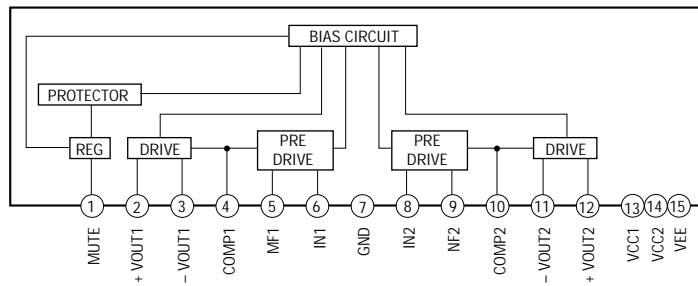 BIAS CIRCUIT
PROTECTOR
REG
DRIVE
PRE
DRIVE
PRE
DRIVE
DRIVE
1
2
3
4
5
6
7
8
9
10
11
12
13
14
15
MUTE
+ VOUT1
− VOUT1
COMP1
MF1
IN1
GND
IN2
NF2
COMP2
− VOUT2
+ VOUT2
VCC1
VCC2
VEE